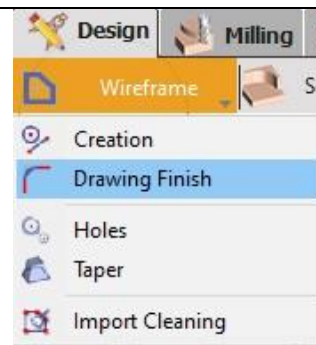 Design Milling
Wireframe S
Creation
Drawing Finish
Holes
Taper
Import Cleaning